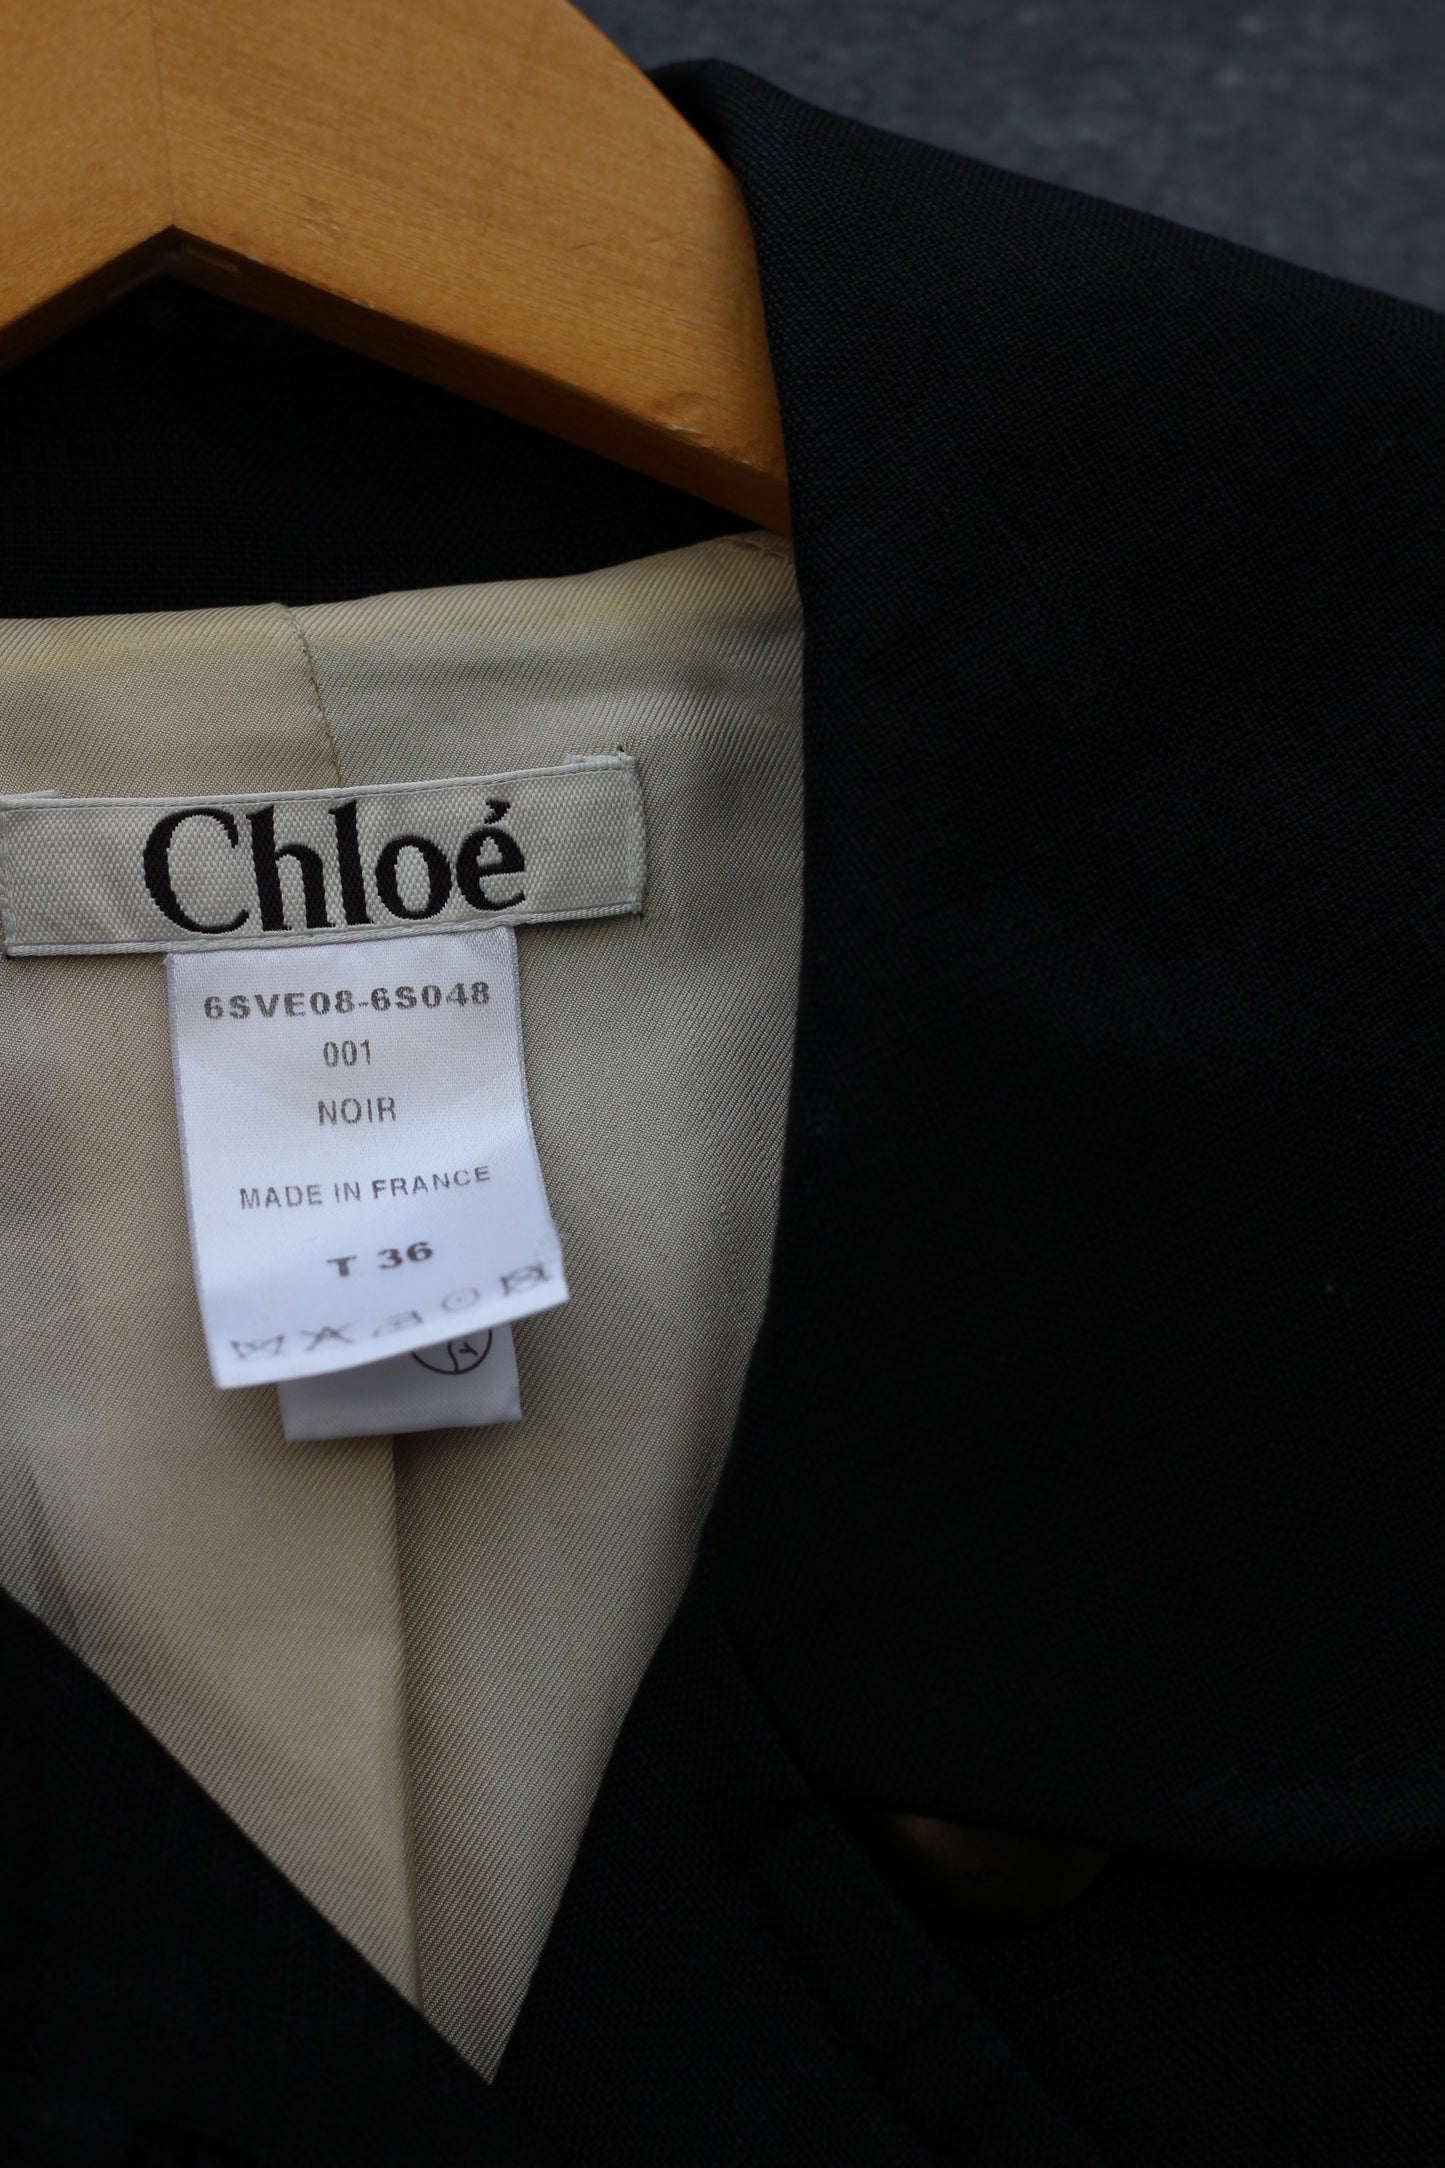 Chloé
6SVE08-6S048
001
NOIR
MADE IN FRANCE
T 36